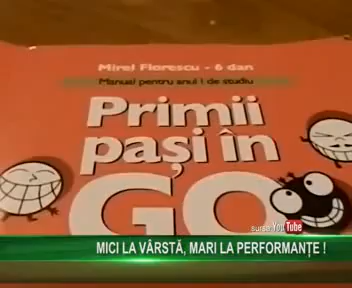 Mirel Florescu - 6 dan
Manual pentru anul I de studiu
Primii
pași în
GO
sursa: YouTube
MICI LA VÂRSTĂ, MARI LA PERFORMANȚE !